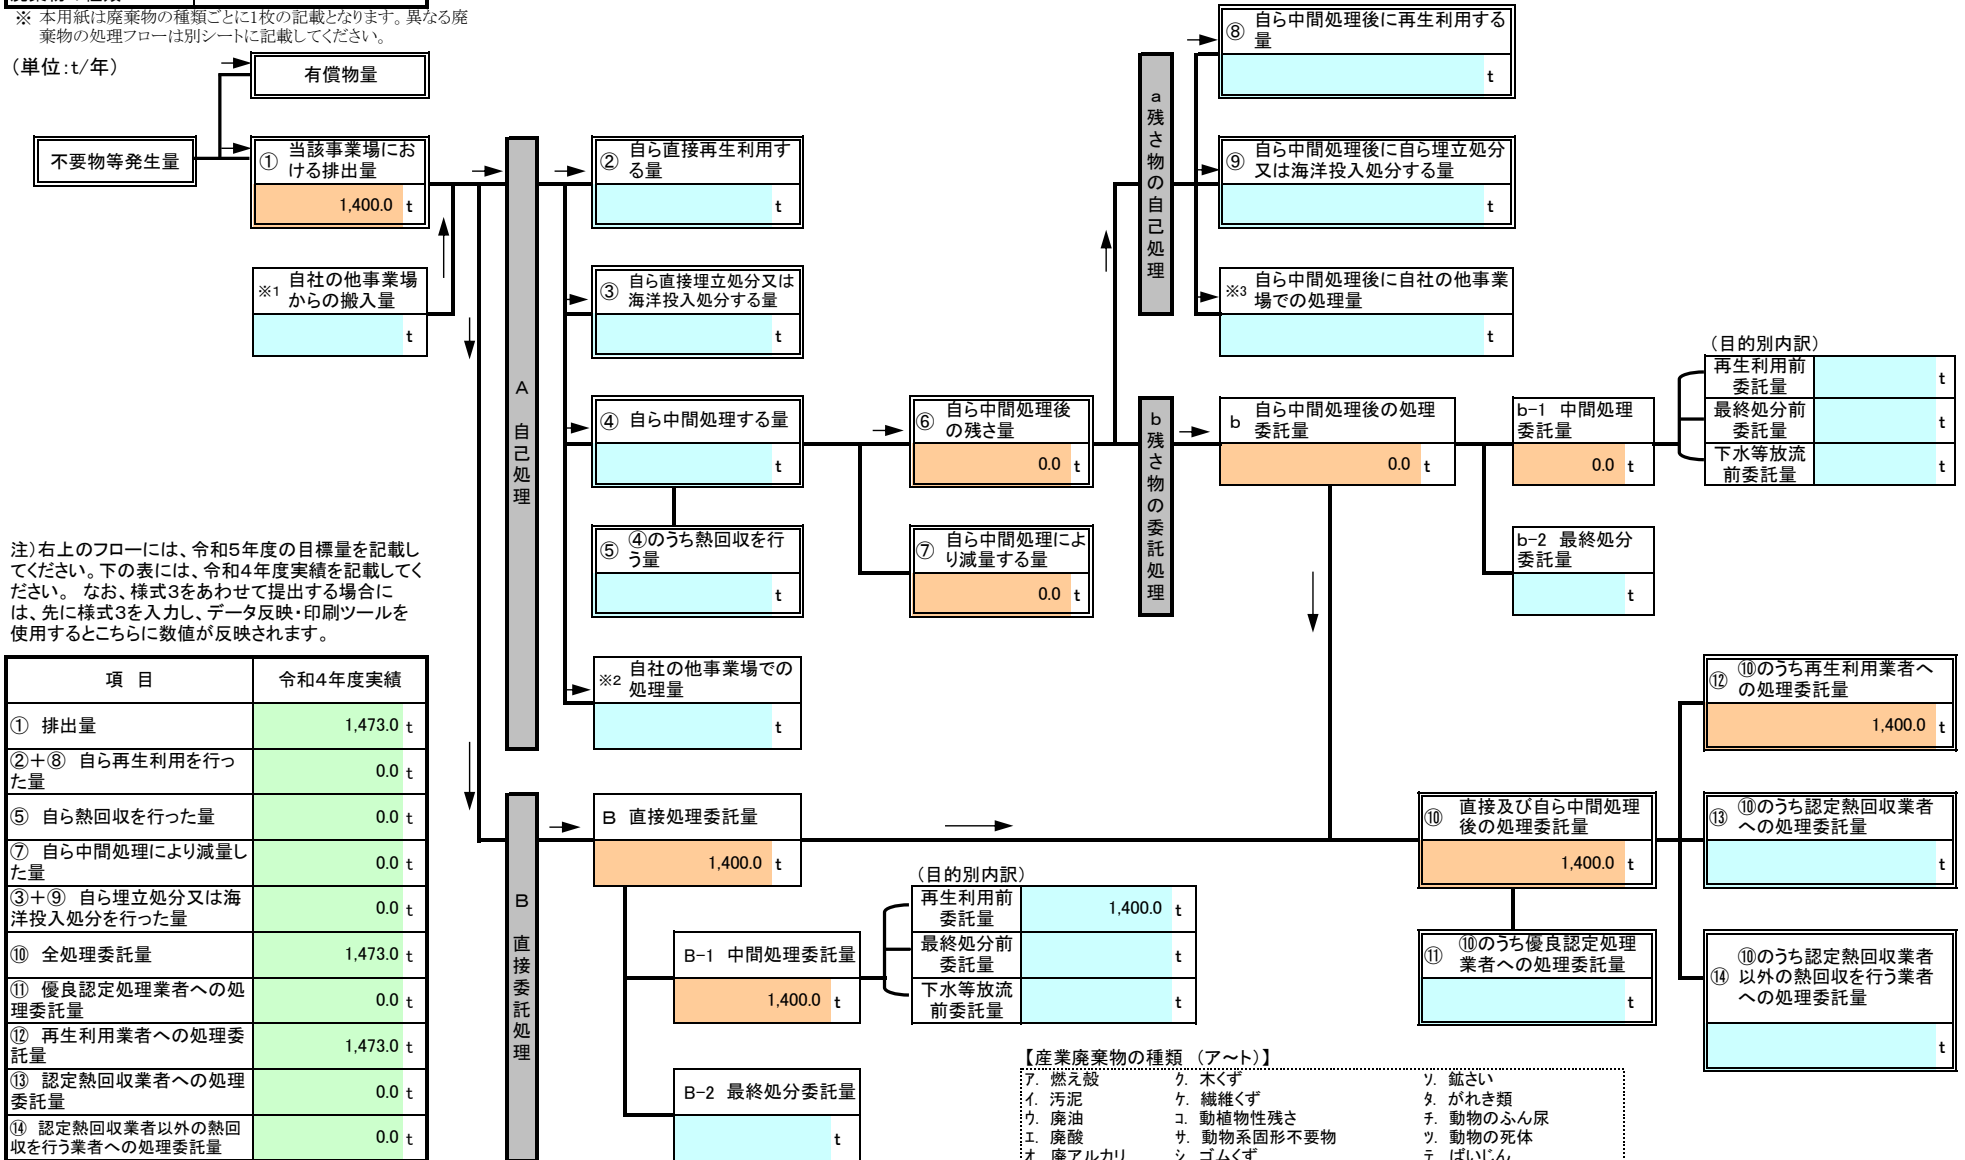 ※ 本用紙は廃棄物の種類ごとに1枚の記載となります。異なる廃
棄物の処理フローは別シートに記載してください。
（単位：t/年）
有償物量
不要物等発生量
① 当該事業場にお
ける排出量
1,400.0 t
※1 自社の他事業場
からの搬入量
t
A 自己処理
② 自ら直接再生利用す
る量
t
③ 自ら直接埋立処分又は
海洋投入処分する量
t
④ 自ら中間処理する量
t
⑤ ④のうち熱回収を行
う量
t
※2 自社の他事業場での
処理量
t
⑥ 自ら中間処理後
の残さ量
0.0 t
⑦ 自ら中間処理によ
り減量する量
0.0 t
a 残さ物の自己処理
⑧ 自ら中間処理後に再生利用する
量
t
⑨ 自ら中間処理後に自ら埋立処分
又は海洋投入処分する量
t
※3 自ら中間処理後に自社の他事業
場での処理量
t
b 残さ物の委託処理
b 自ら中間処理後の処理
委託量
0.0 t
b-1 中間処理
委託量
0.0 t
b-2 最終処分
委託量
t
（目的別内訳）
再生利用前
委託量
t
最終処分前
委託量
t
下水等放流
前委託量
t
注）右上のフローには、令和5年度の目標量を記載し
てください。下の表には、令和4年度実績を記載してく
ださい。 なお、様式3をあわせて提出する場合に
は、先に様式3を入力し、データ反映・印刷ツールを
使用するとこちらに数値が反映されます。
項 目 令和4年度実績
① 排出量 1,473.0 t
②＋⑧ 自ら再生利用を行っ
た量 0.0 t
⑤ 自ら熱回収を行った量 0.0 t
⑦ 自ら中間処理により減量し
た量 0.0 t
③＋⑨ 自ら埋立処分又は海
洋投入処分を行った量 0.0 t
⑩ 全処理委託量 1,473.0 t
⑪ 優良認定処理業者への処
理委託量 0.0 t
⑫ 再生利用業者への処理委
託量 1,473.0 t
⑬ 認定熱回収業者への処理
委託量 0.0 t
⑭ 認定熱回収業者以外の熱回
収を行う業者への処理委託量 0.0 t
B 直接委託処理
B 直接処理委託量
1,400.0 t
B-1 中間処理委託量
1,400.0 t
B-2 最終処分委託量
t
（目的別内訳）
再生利用前
委託量
1,400.0 t
最終処分前
委託量
t
下水等放流
前委託量
t
⑩ 直接及び自ら中間処理
後の処理委託量
1,400.0 t
⑪ ⑩のうち優良認定処理
業者への処理委託量
t
⑫ ⑩のうち再生利用業者へ
の処理委託量
1,400.0 t
⑬ ⑩のうち認定熱回収業者
への処理委託量
t
⑭ ⑩のうち認定熱回収業者
以外の熱回収を行う業者
への処理委託量
t
【産業廃棄物の種類 （ア～ト）】
ア. 燃え殻 ク. 木くず ソ. 鉱さい
イ. 汚泥 ケ. 繊維くず タ. がれき類
ウ. 廃油 コ. 動植物性残さ チ. 動物のふん尿
エ. 廃酸 サ. 動物系固形不要物 ツ. 動物の死体
オ. 廃アルカリ シ. ゴムくず テ. ばいじん